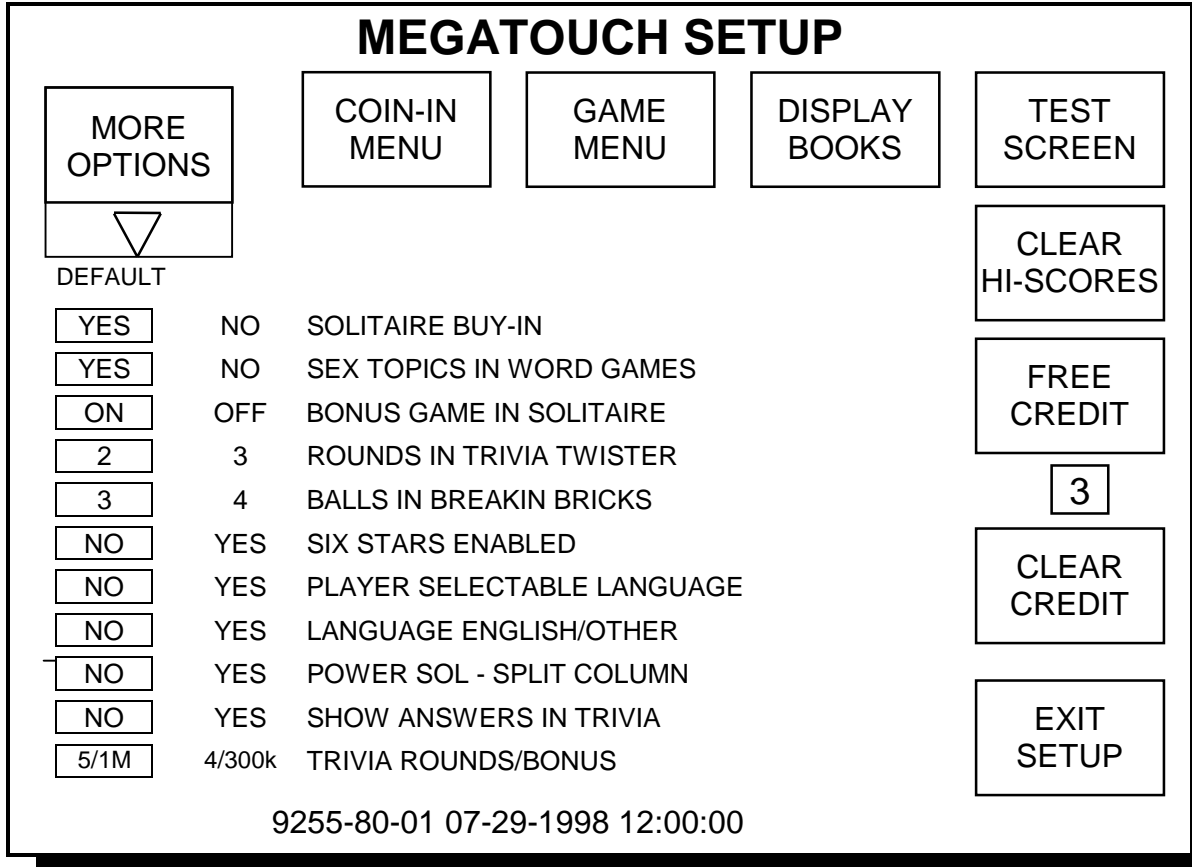 MEGATOUCH SETUP
MORE
OPTIONS
COIN-IN
MENU
GAME
MENU
DISPLAY
BOOKS
TEST
SCREEN
CLEAR
HI-SCORES
DEFAULT
YES NO SOLITAIRE BUY-IN
YES NO SEX TOPICS IN WORD GAMES
ON OFF BONUS GAME IN SOLITAIRE
2 3 ROUNDS IN TRIVIA TWISTER
3 4 BALLS IN BREAKIN BRICKS
NO YES SIX STARS ENABLED
NO YES PLAYER SELECTABLE LANGUAGE
NO YES LANGUAGE ENGLISH/OTHER
NO YES POWER SOL - SPLIT COLUMN
NO YES SHOW ANSWERS IN TRIVIA
5/1M 4/300k TRIVIA ROUNDS/BONUS
FREE
CREDIT
3
CLEAR
CREDIT
EXIT
SETUP
9255-80-01 07-29-1998 12:00:00